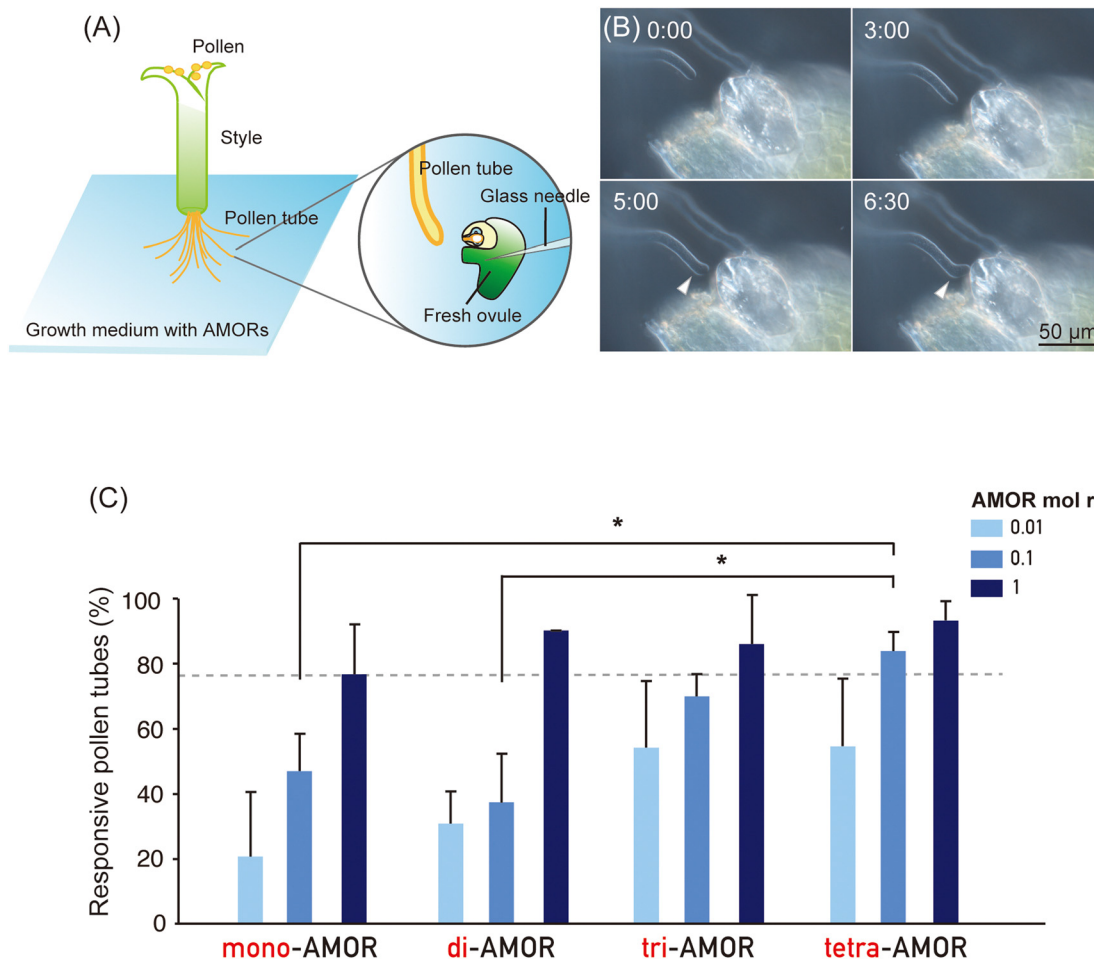 (A)
Pollen
Style
Pollen tube
Growth medium with AMORs
Pollen tube
Glass needle
Fresh ovule
(B)
0:00
3:00
5:00
6:30
50 µm
(C)
AMOR mol r
0.01
0.1
1
*
*
Responsive pollen tubes (%)
100
80
60
40
20
0
mono-AMOR
di-AMOR
tri-AMOR
tetra-AMOR